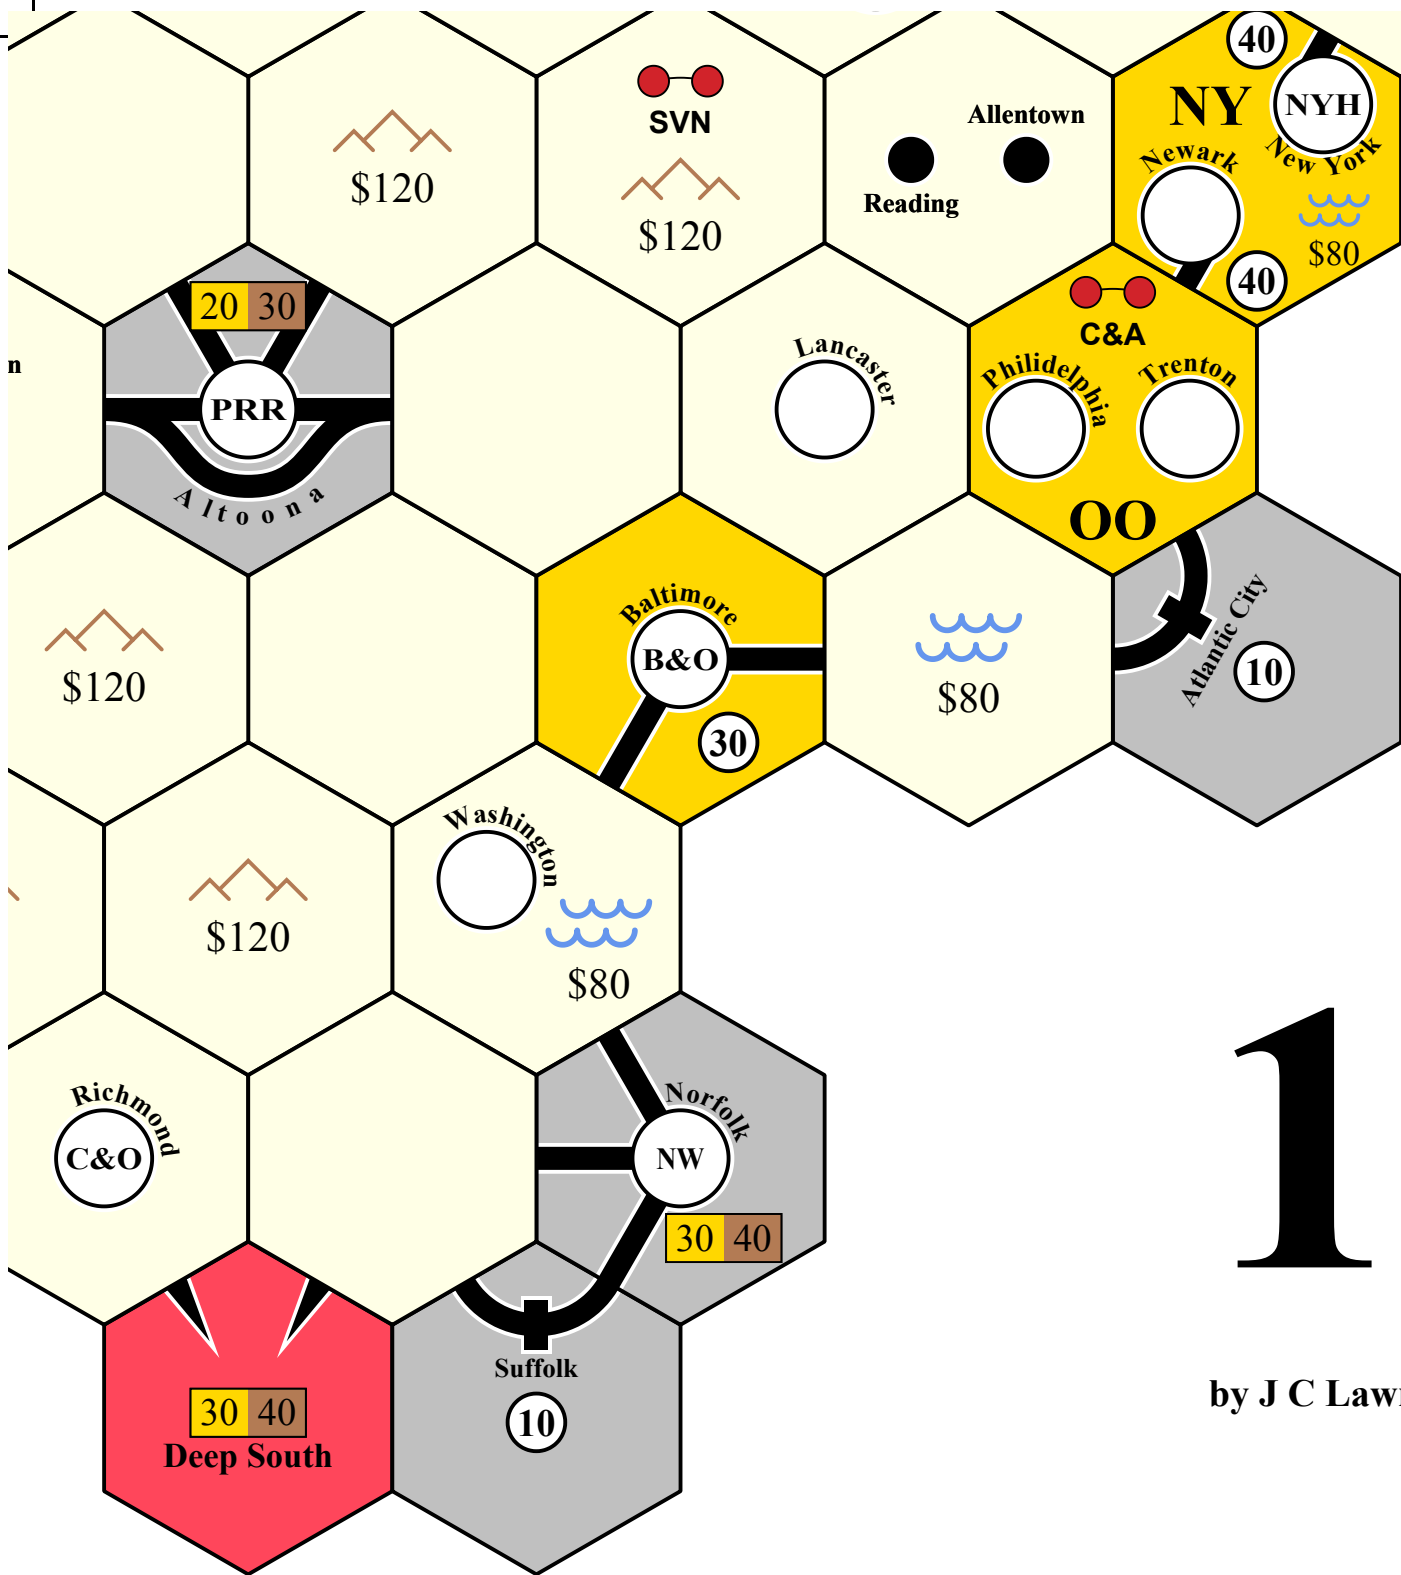 40
NY
NYH
New York
Newark
$80
40
SVN
$120
$120
Allentown
Reading
20 30
PRR
Altoona
n
Lancaster
C&A
Philidelphia
Trenton
OO
$120
Baltimore
B&O
30
$80
Atlantic City
10
Washington
$80
$120
Richmond
C&O
Norfolk
NW
30 40
Suffolk
10
30 40
Deep South
1
by J C Law